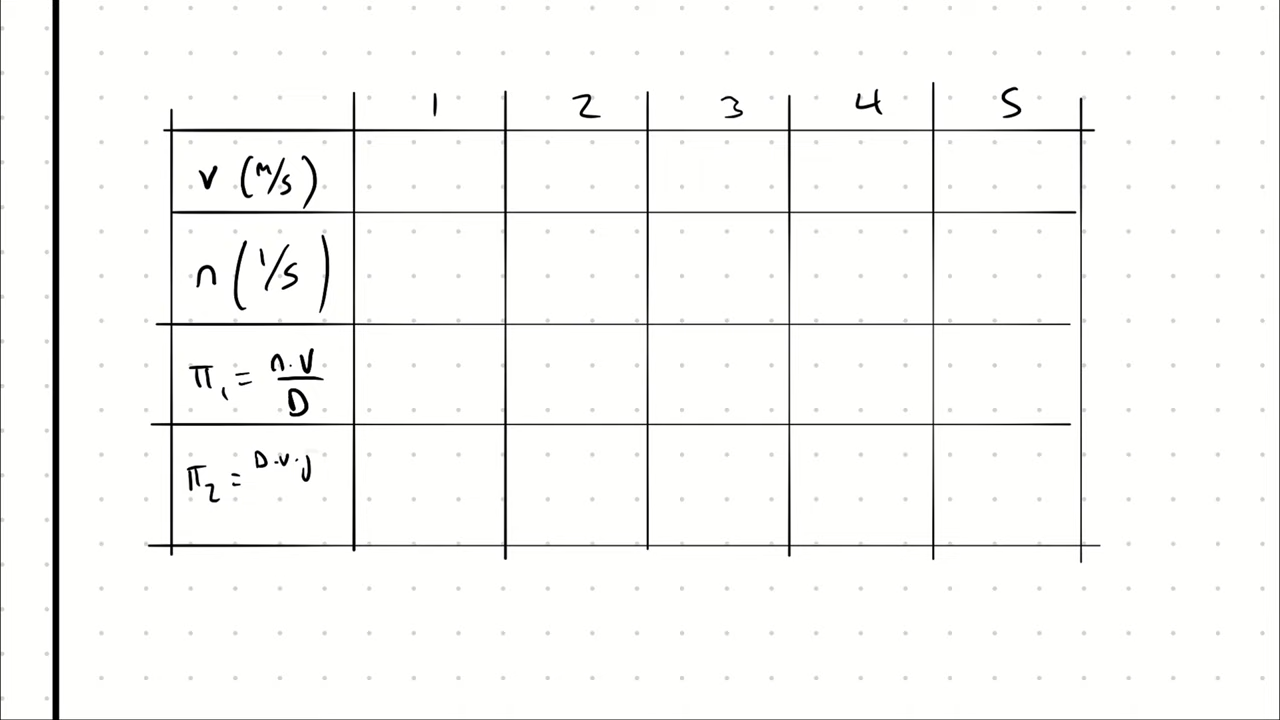 1 2 3 4 5
v (m/s)
n (1/s)
π₁ = n·V/D
π₂ = D·v·